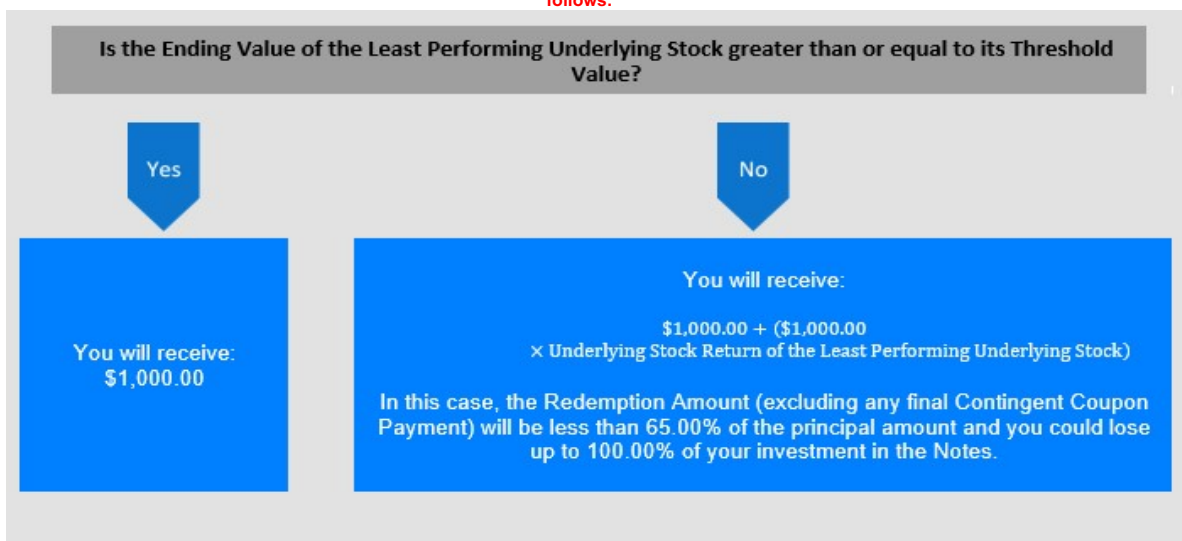 follows:
Is the Ending Value of the Least Performing Underlying Stock greater than or equal to its Threshold
Value?
Yes
No
You will receive:
$1,000.00
You will receive:
$1,000.00 + ($1,000.00
× Underlying Stock Return of the Least Performing Underlying Stock)
In this case, the Redemption Amount (excluding any final Contingent Coupon
Payment) will be less than 65.00% of the principal amount and you could lose
up to 100.00% of your investment in the Notes.